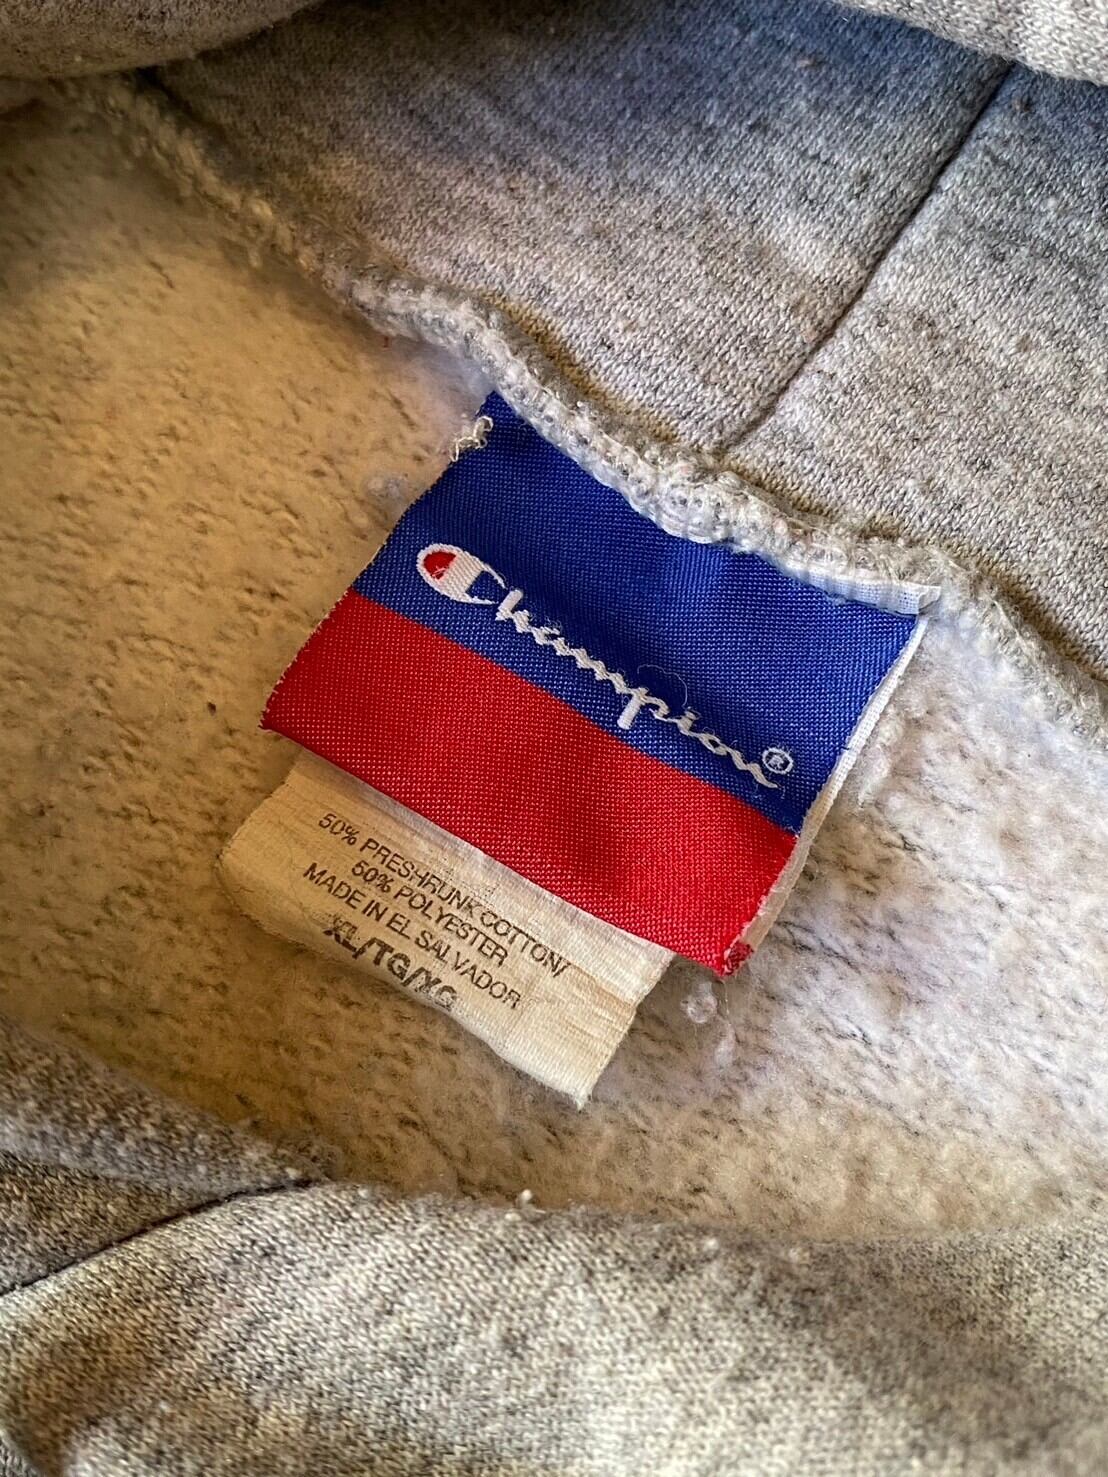 Champion®
50% PRESHRUNK COTTON/
50% POLYESTER
MADE IN EL SALVADOR
XL/TG/XG